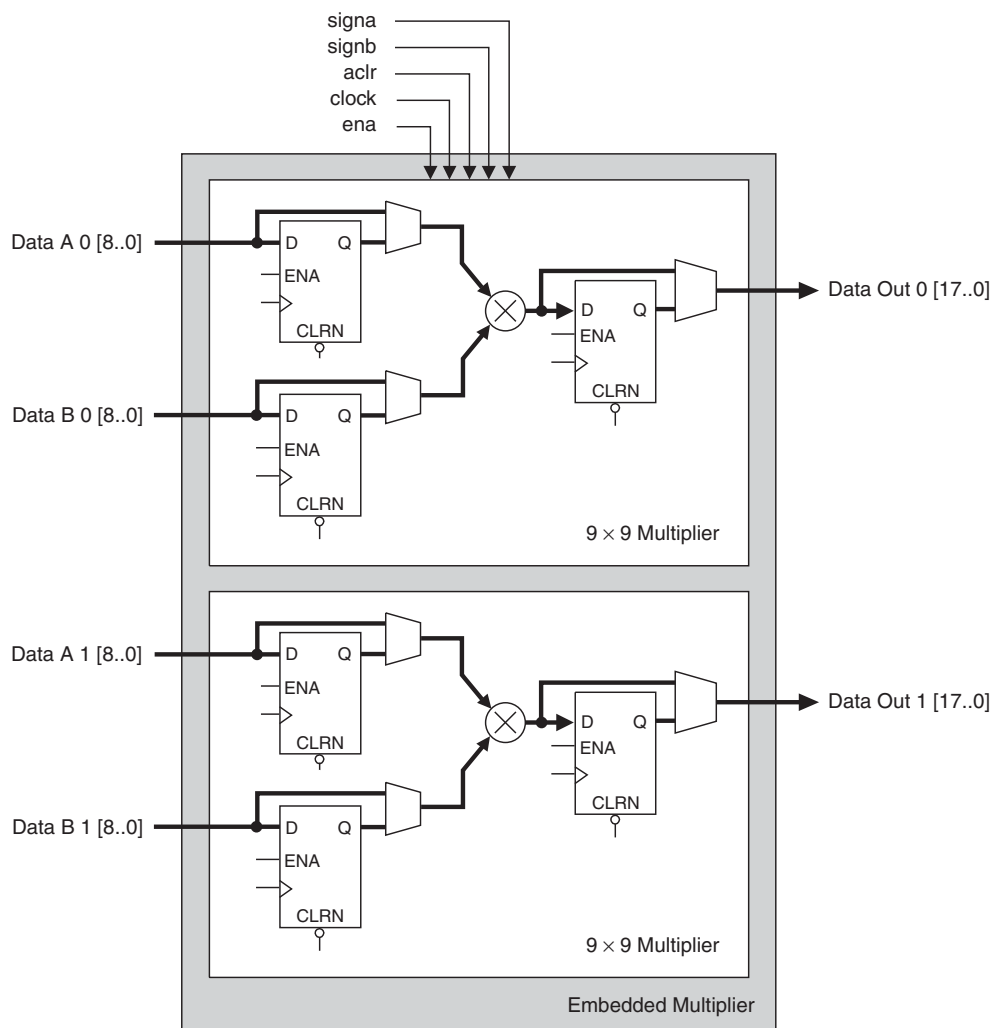 signa
signb
aclr
clock
ena
Data A 0 [8..0]
D Q
ENA
CLRN
Data B 0 [8..0]
D Q
ENA
CLRN
D Q
ENA
CLRN
Data Out 0 [17..0]
9 × 9 Multiplier
Data A 1 [8..0]
D Q
ENA
CLRN
Data B 1 [8..0]
D Q
ENA
CLRN
D Q
ENA
CLRN
Data Out 1 [17..0]
9 × 9 Multiplier
Embedded Multiplier